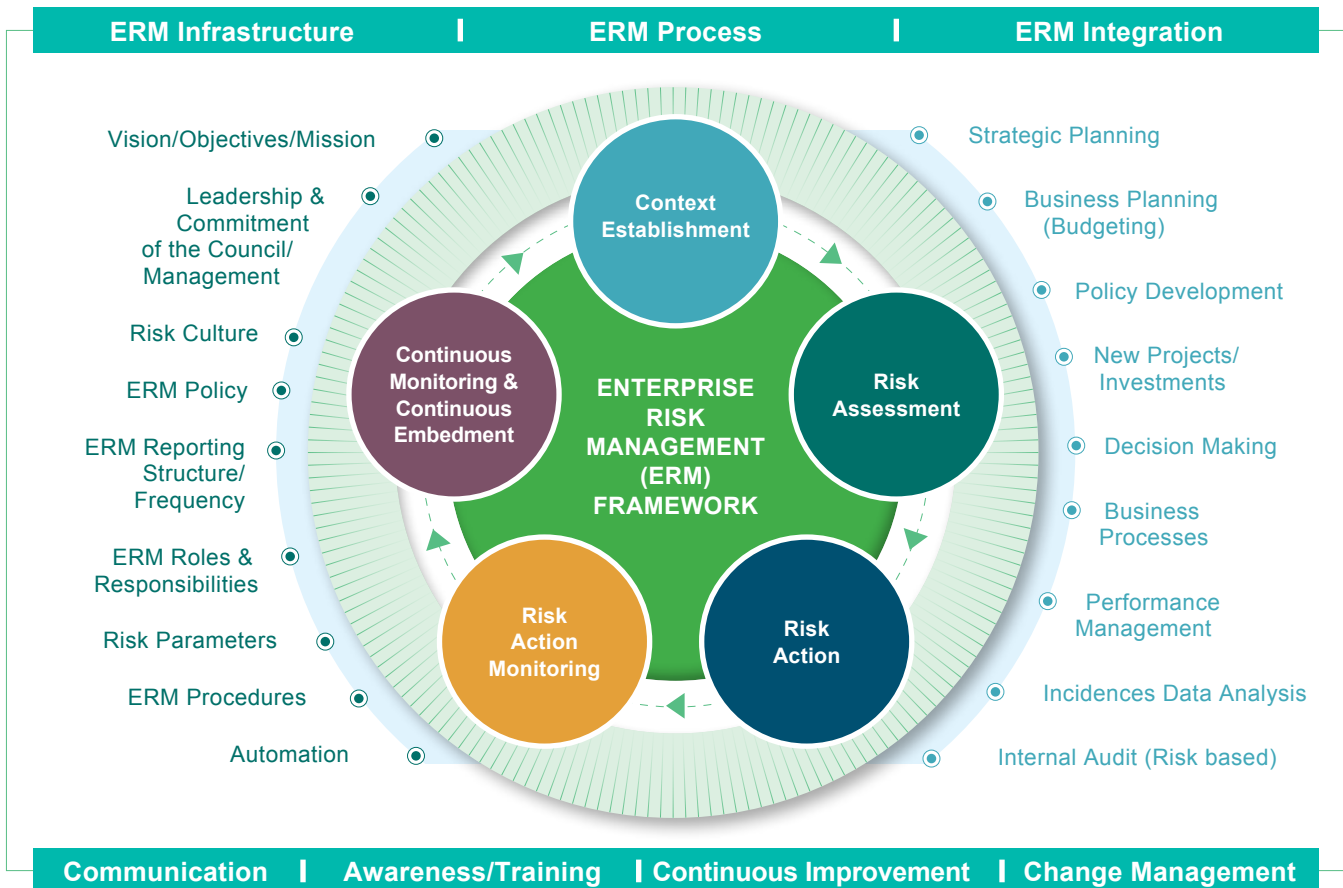 ERM Infrastructure | ERM Process | ERM Integration
Vision/Objectives/Mission
Leadership &
Commitment
of the Council/
Management
Risk Culture
ERM Policy
ERM Reporting
Structure/
Frequency
ERM Roles &
Responsibilities
Risk Parameters
ERM Procedures
Automation
Context
Establishment
Risk
Assessment
Risk
Action
Risk
Action
Monitoring
Continuous
Monitoring &
Continuous
Embedment
ENTERPRISE
RISK
MANAGEMENT
(ERM)
FRAMEWORK
Strategic Planning
Business Planning
(Budgeting)
Policy Development
New Projects/
Investments
Decision Making
Business
Processes
Performance
Management
Incidences Data Analysis
Internal Audit (Risk based)
Communication | Awareness/Training | Continuous Improvement | Change Management